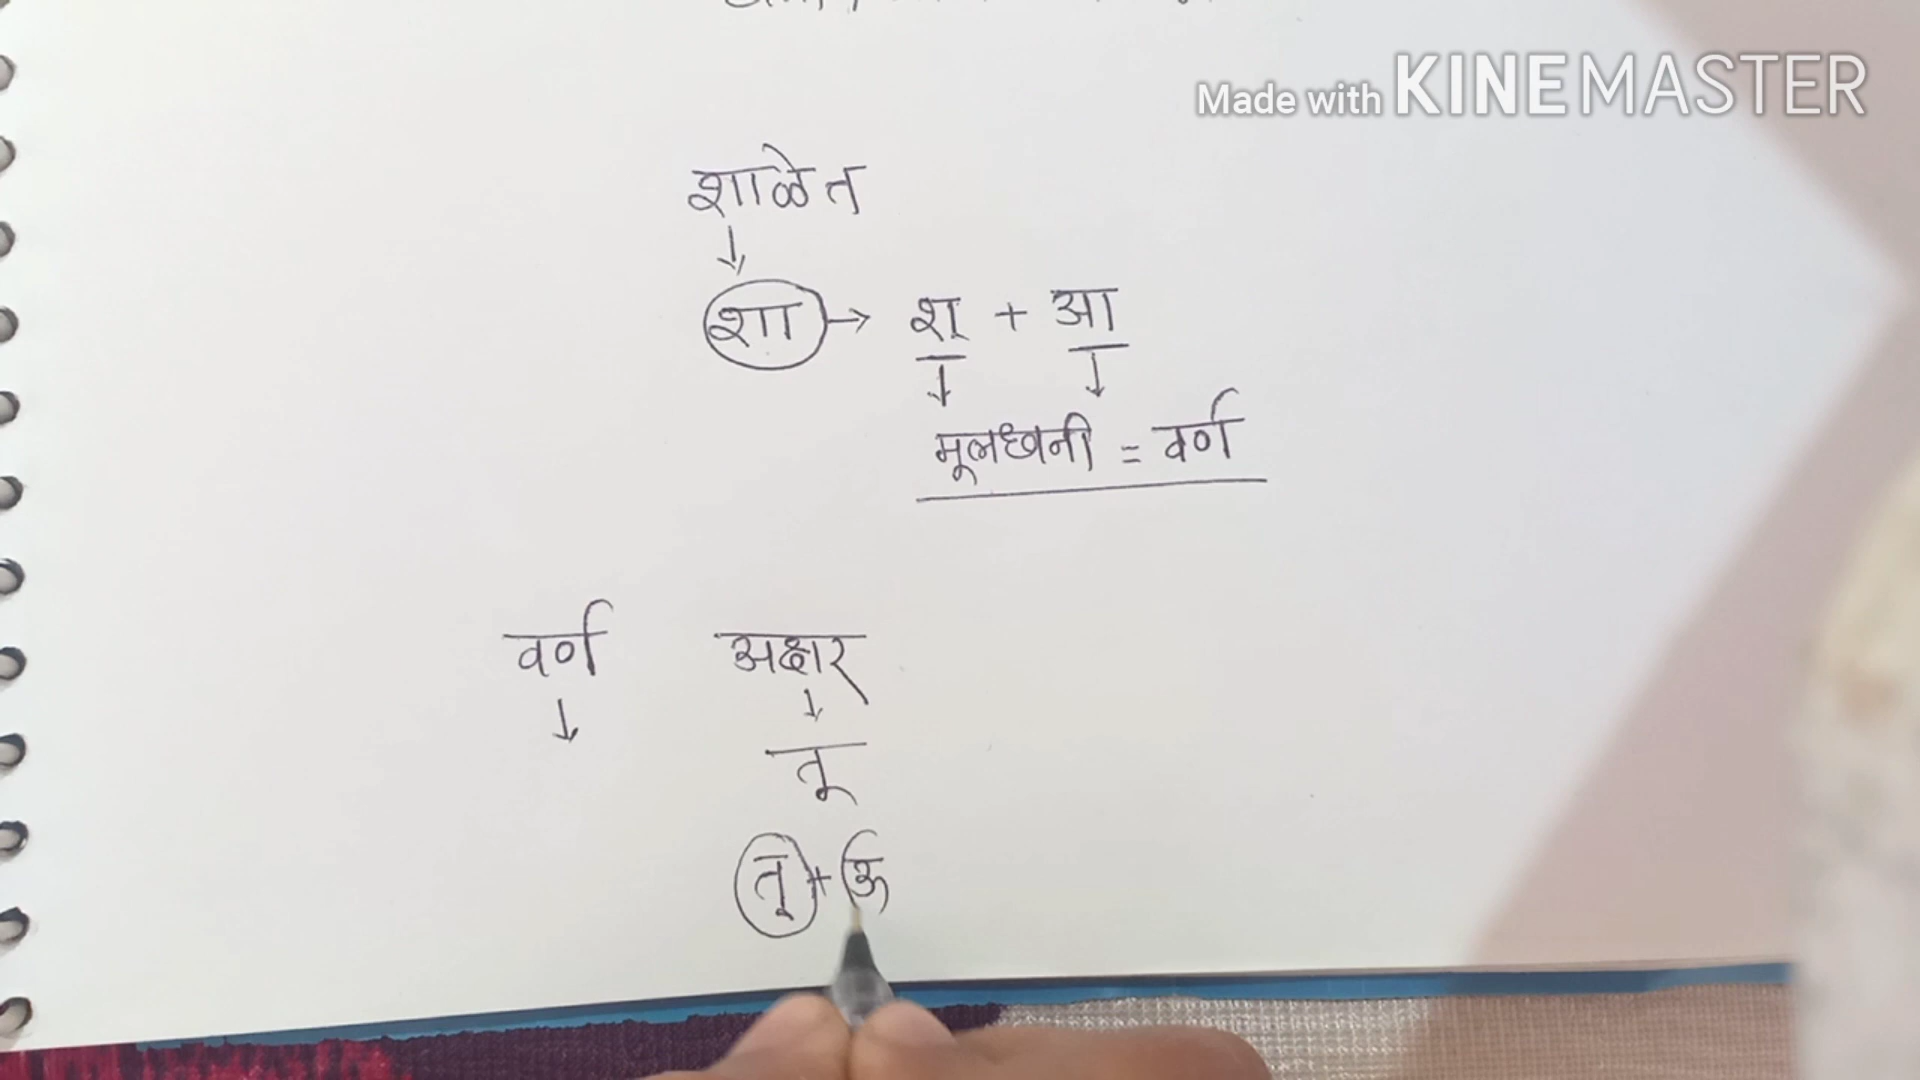 Made with KINEMASTER
शाळेत
↓
शा → श् + आ
↓ ↓
मूलध्वनी = वर्ण
वर्ण अक्षर
↓ ↓
तू
त् + ऊ